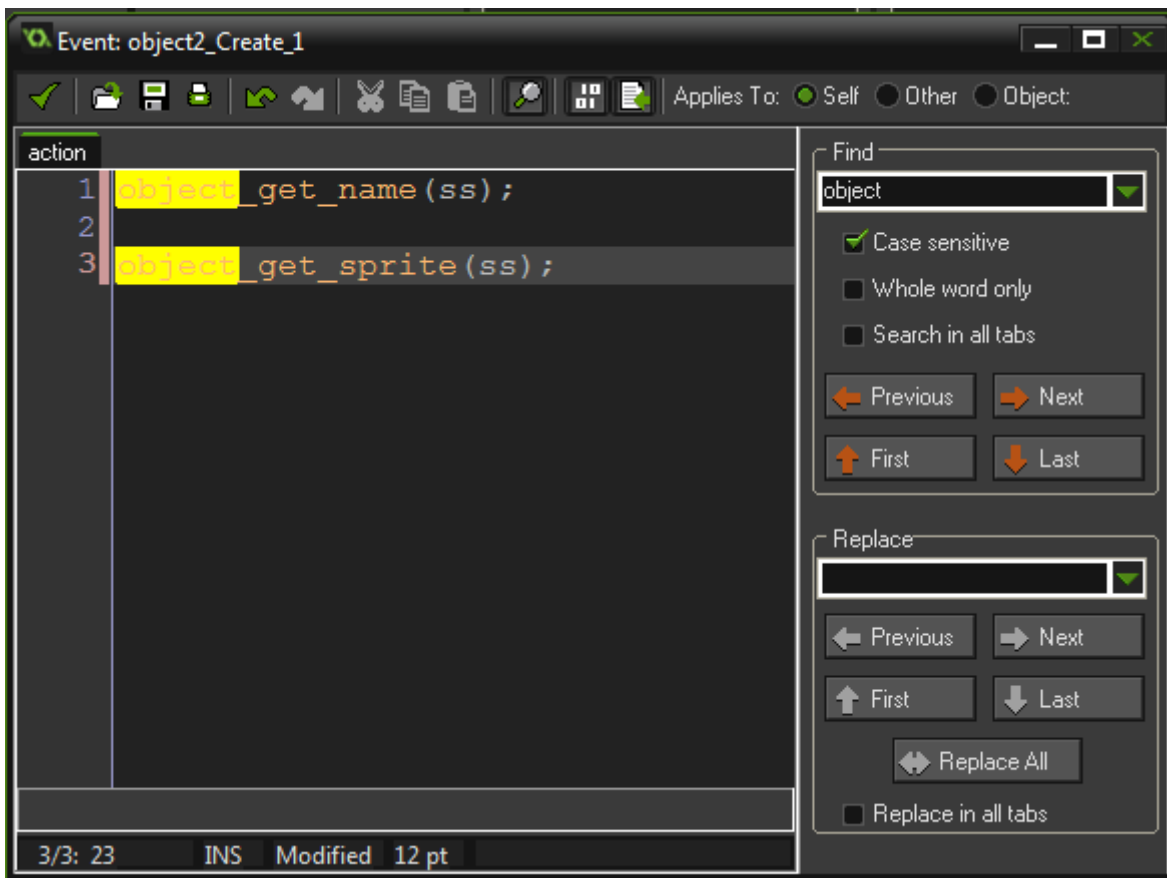 Event: object2_Create_1
Applies To: Self Other Object:
action
1 object_get_name(ss);
2
3 object_get_sprite(ss);
3/3: 23 INS Modified 12 pt
Find
object
Case sensitive
Whole word only
Search in all tabs
Previous Next
First Last
Replace
Previous Next
First Last
Replace All
Replace in all tabs